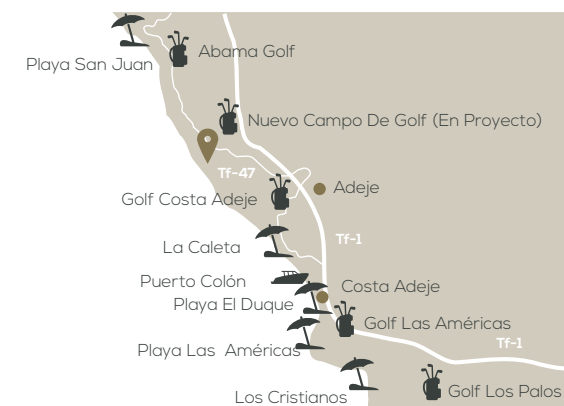 Abama Golf
Playa San Juan
Nuevo Campo De Golf (En Proyecto)
Tf-47
Adeje
Golf Costa Adeje
Tf-1
La Caleta
Puerto Colón
Costa Adeje
Playa El Duque
Golf Las Américas
Tf-1
Playa Las Américas
Golf Los Palos
Los Cristianos